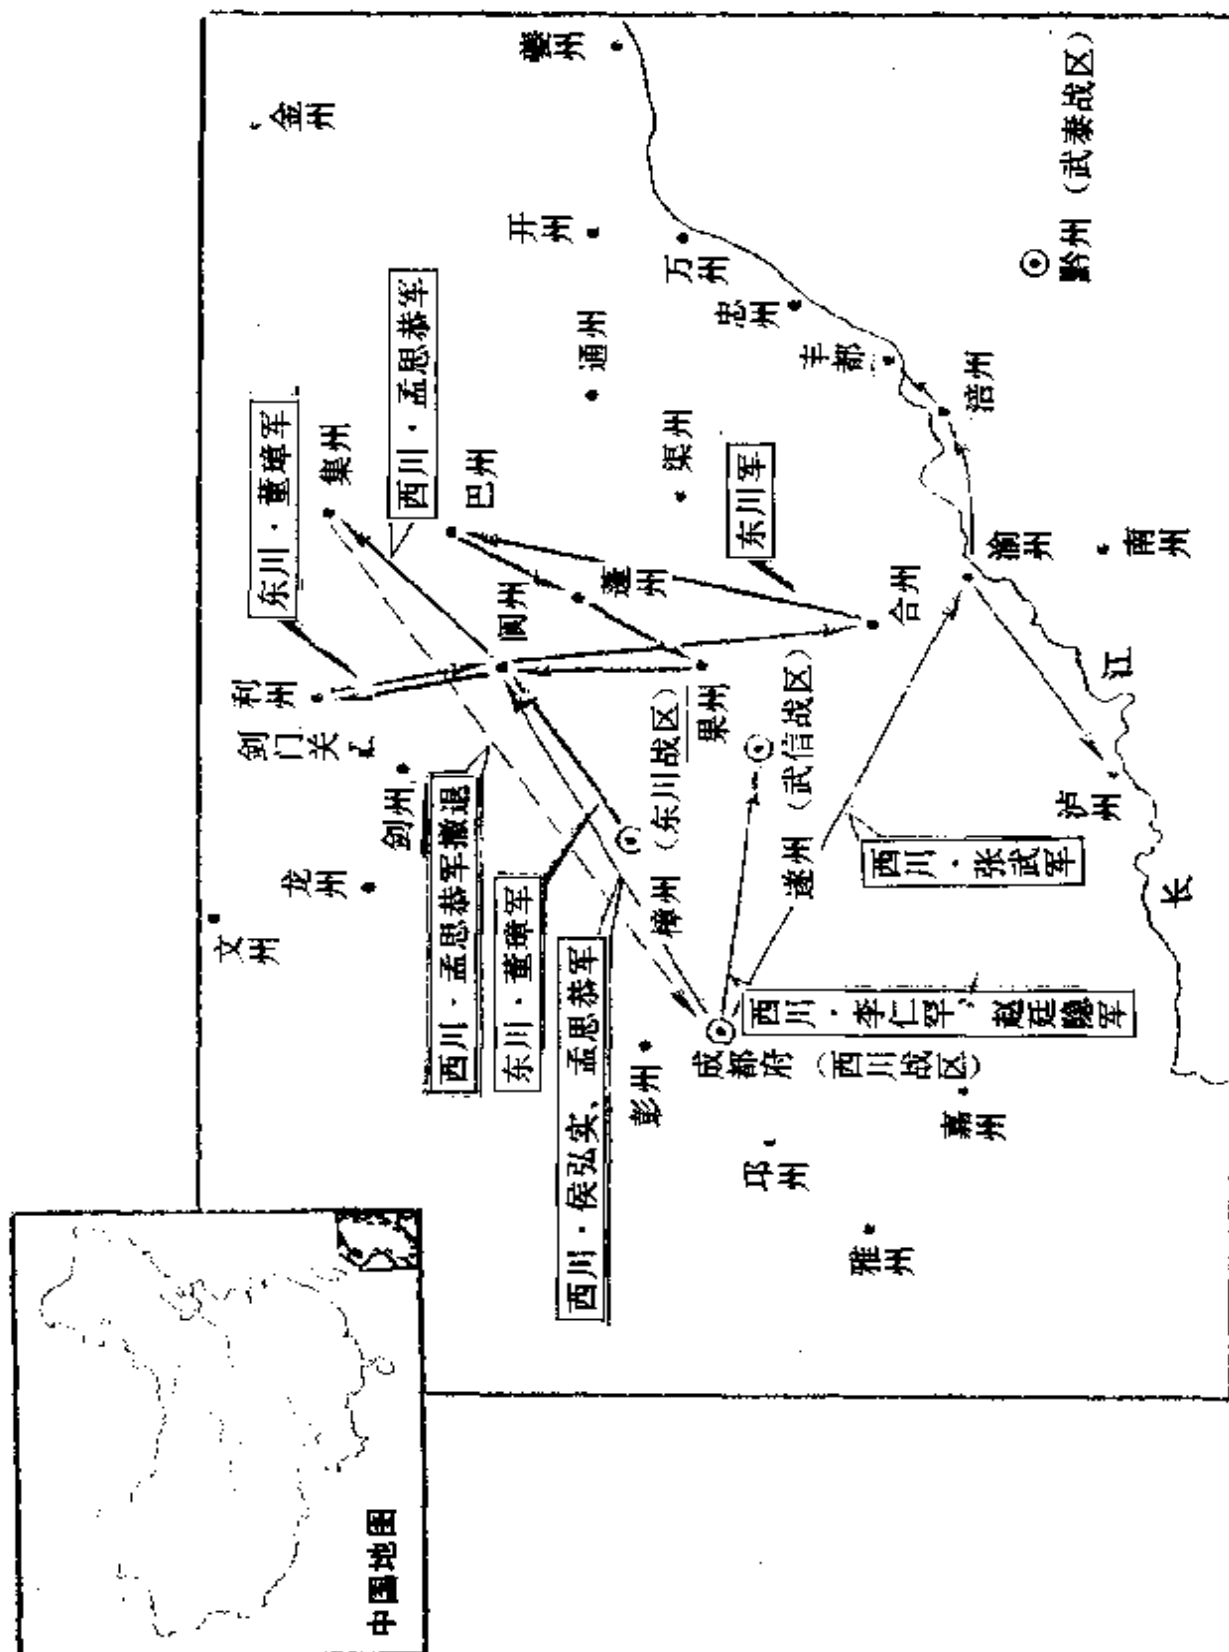 中国地图
文州
龙州
剑门关
剑州
利州
集州
金州
夔州
开州
万州
忠州
丰都
通州
巴州
渠州
蓬州
阆州
果州
合州
涪州
渝州
南州
黔州（武泰战区）
泸州
长江
遂州（武信战区）
樟州（东川战区）
成都府（西川战区）
彭州
邛州
雅州
嘉州
东川·董璋军
西川·孟思恭军
东川军
西川·孟思恭军撤退
东川·董璋军
西川·侯弘实、孟思恭军
西川·张武军
西川·李仁罕、赵廷隐军